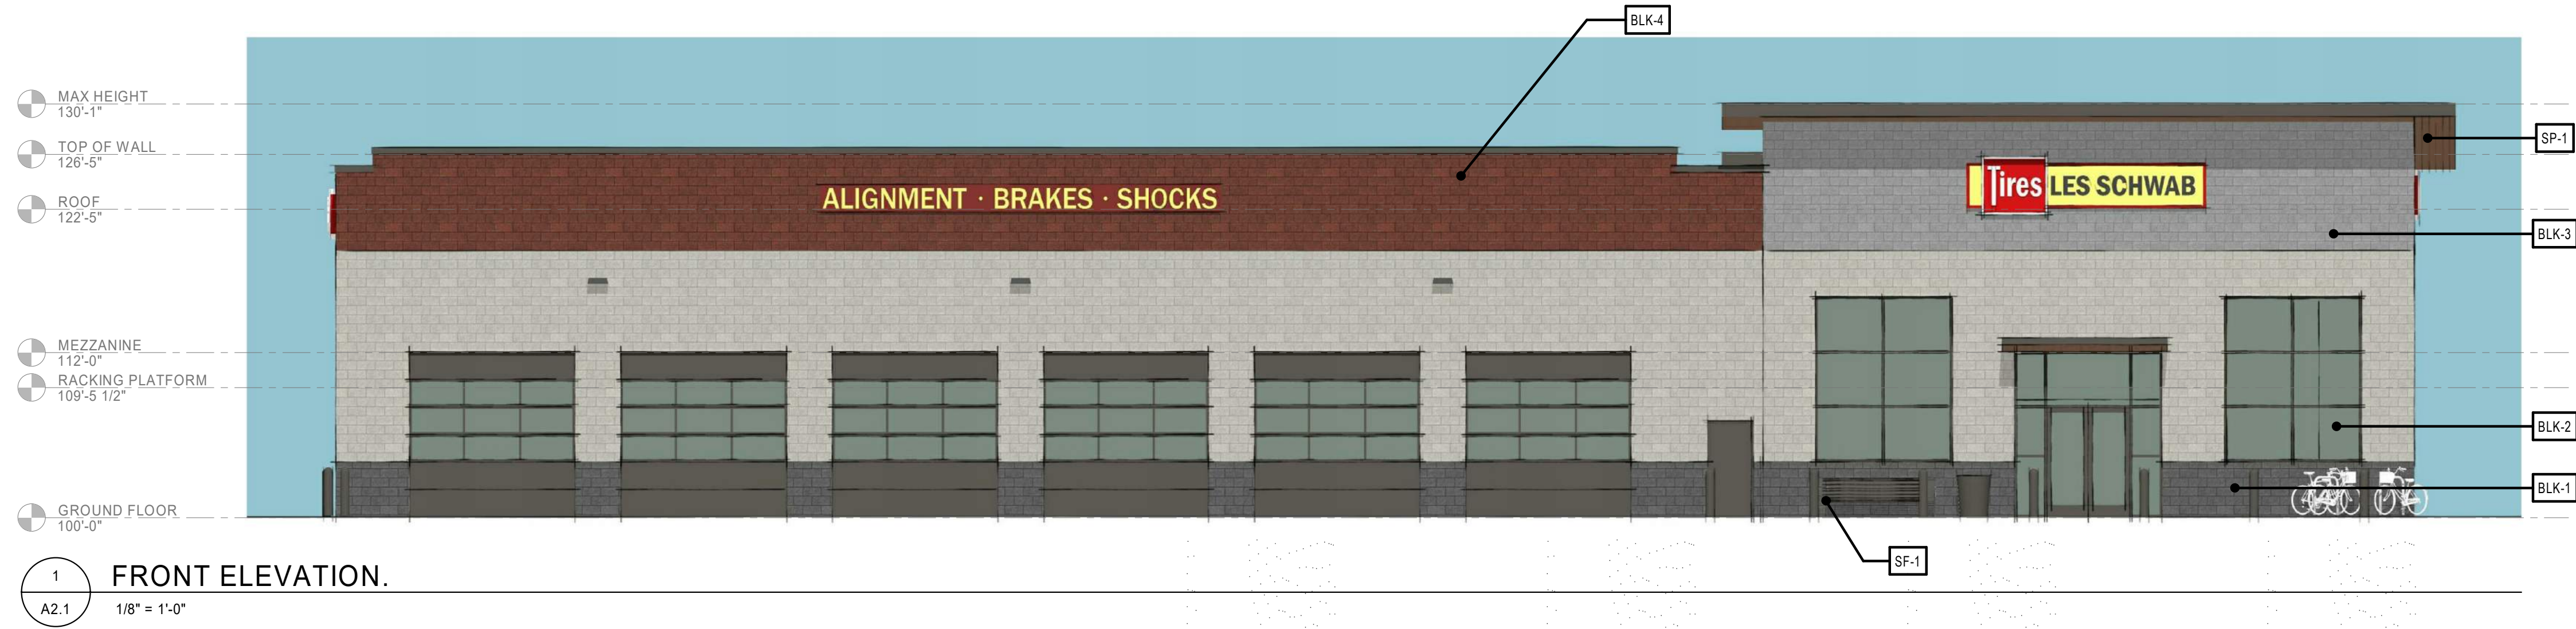 BLK-4
MAX HEIGHT
130'-1"
TOP OF WALL
126'-5"
SP-1
ROOF
122'-5"
ALIGNMENT · BRAKES · SHOCKS
Tires LES SCHWAB
BLK-3
MEZZANINE
112'-0"
RACKING PLATFORM
109'-5 1/2"
BLK-2
BLK-1
GROUND FLOOR
100'-0"
SF-1
1
FRONT ELEVATION.
A2.1
1/8" = 1'-0"